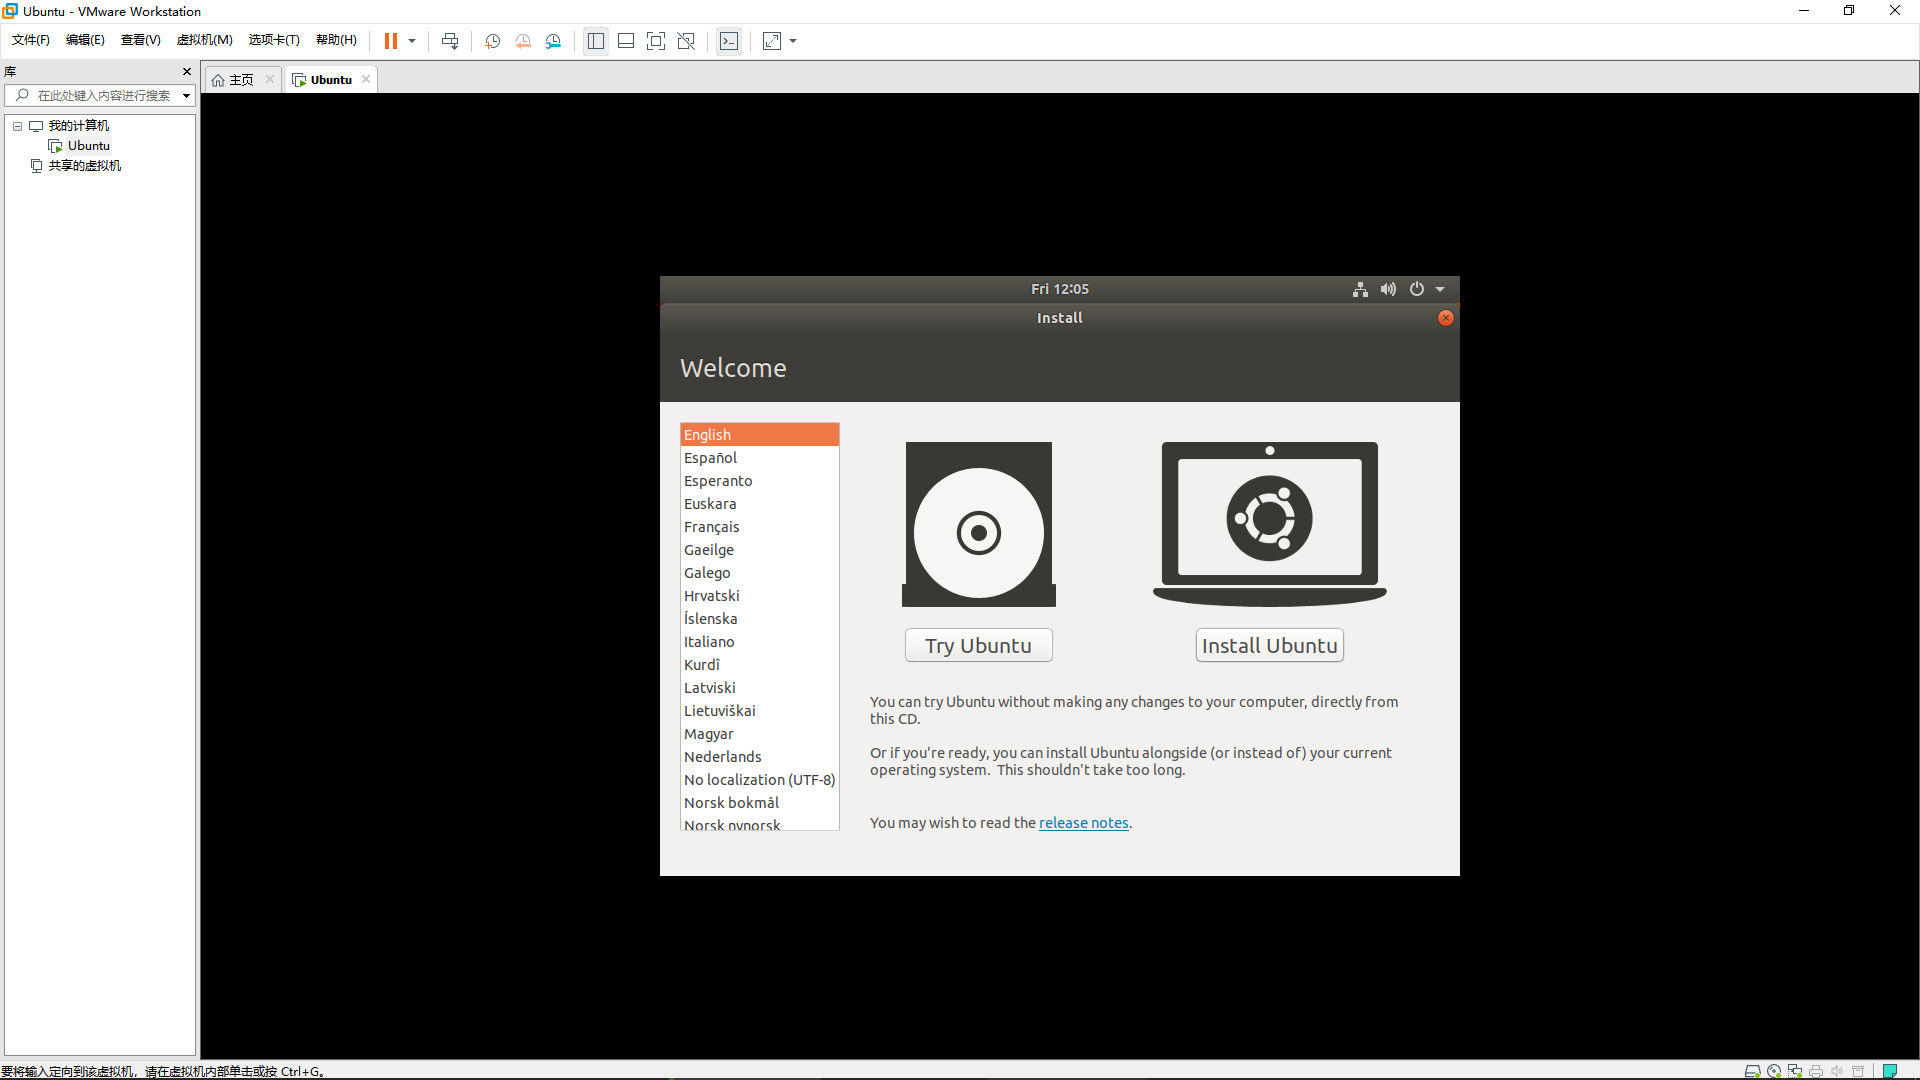 Ubuntu - VMware Workstation
文件(F) 编辑(E) 查看(V) 虚拟机(M) 选项卡(T) 帮助(H)
库
在此处键入内容进行搜索
我的计算机
Ubuntu
共享的虚拟机
主页
Ubuntu
Fri 12:05
Install
Welcome
English
Español
Esperanto
Euskara
Français
Gaeilge
Galego
Hrvatski
Íslenska
Italiano
Kurdî
Latviski
Lietuviškai
Magyar
Nederlands
No localization (UTF-8)
Norsk bokmål
Norsk nynorsk
Try Ubuntu
Install Ubuntu
You can try Ubuntu without making any changes to your computer, directly from
this CD.
Or if you're ready, you can install Ubuntu alongside (or instead of) your current
operating system. This shouldn't take too long.
You may wish to read the release notes.
要将输入定向到该虚拟机，请在虚拟机内部单击或按 Ctrl+G。